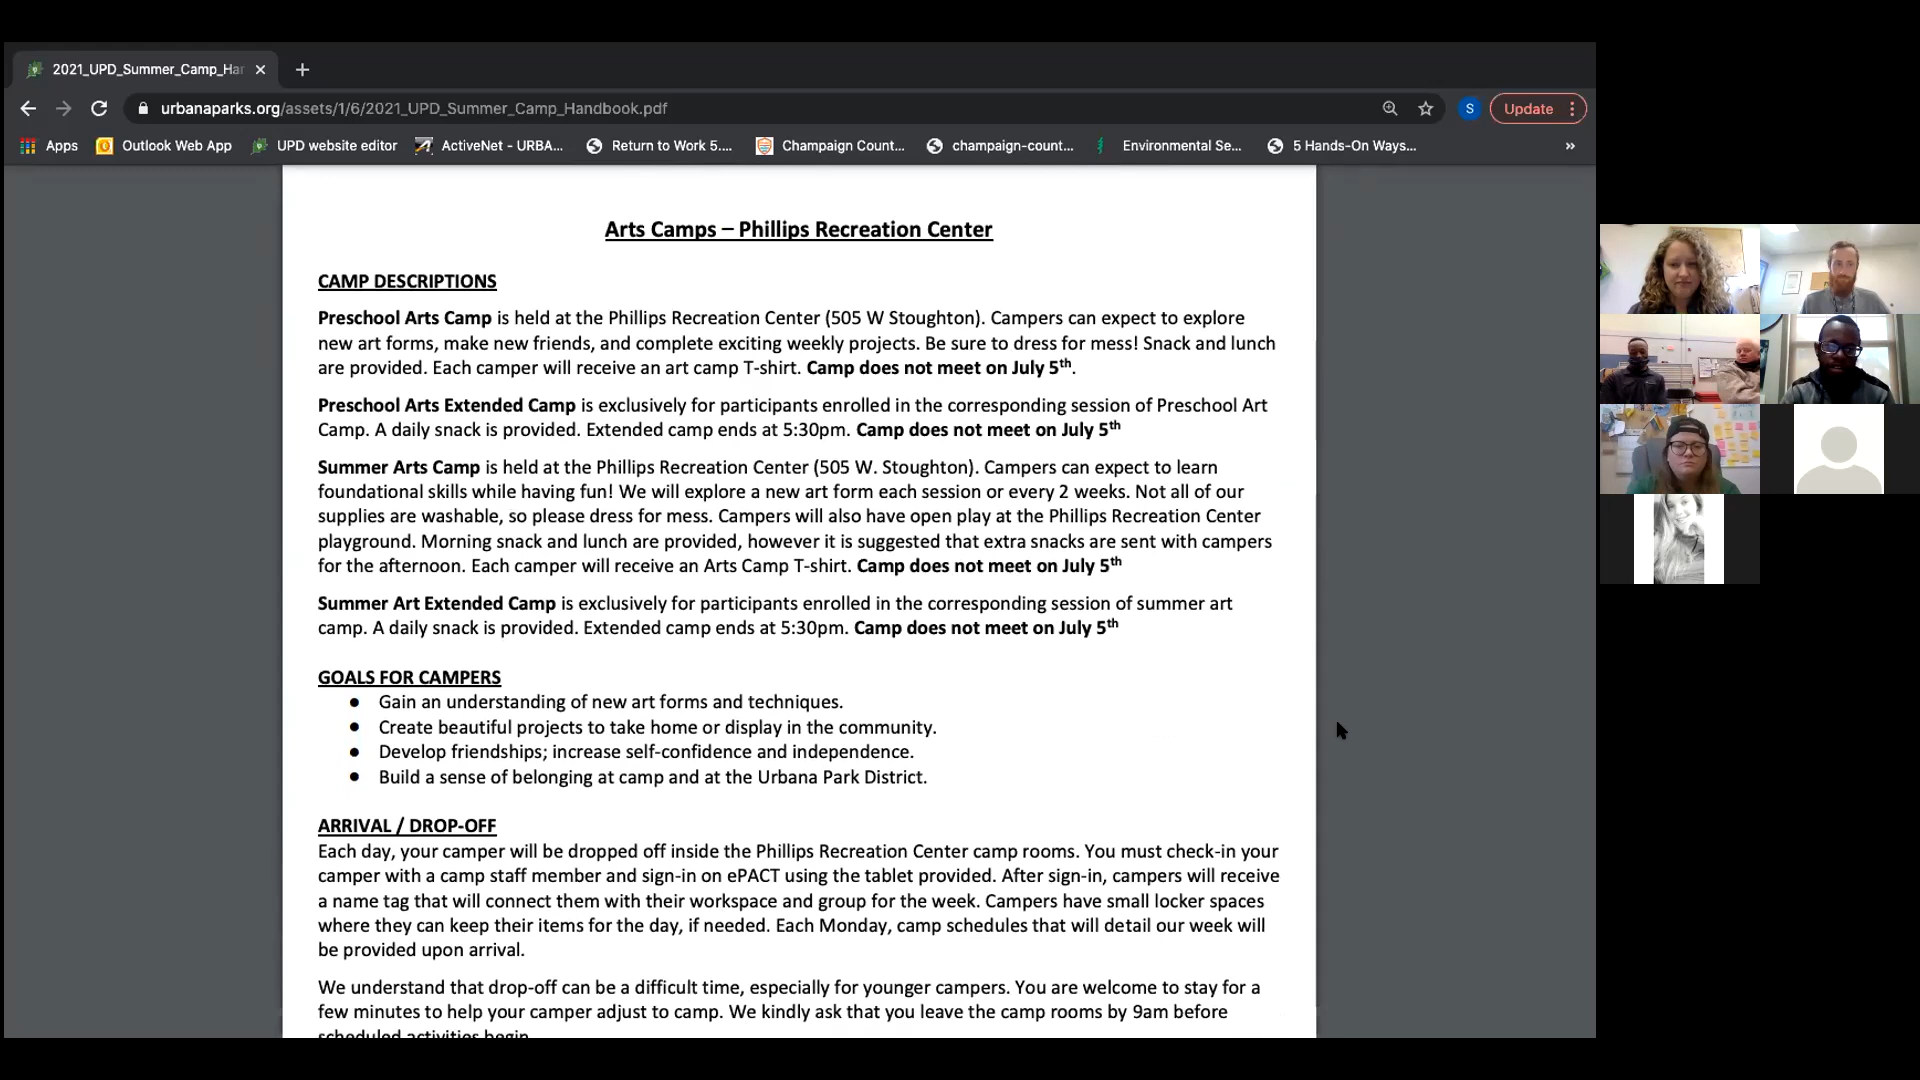 2021_UPD_Summer_Camp_Har
urbanaparks.org/assets/1/6/2021_UPD_Summer_Camp_Handbook.pdf
S
Update
Apps
Outlook Web App
UPD website editor
ActiveNet - URBA...
Return to Work 5....
Champaign Count...
champaign-count...
Environmental Se...
5 Hands-On Ways...
»
Arts Camps – Phillips Recreation Center
CAMP DESCRIPTIONS
Preschool Arts Camp is held at the Phillips Recreation Center (505 W Stoughton). Campers can expect to explore
new art forms, make new friends, and complete exciting weekly projects. Be sure to dress for mess! Snack and lunch
are provided. Each camper will receive an art camp T-shirt. Camp does not meet on July 5th.
Preschool Arts Extended Camp is exclusively for participants enrolled in the corresponding session of Preschool Art
Camp. A daily snack is provided. Extended camp ends at 5:30pm. Camp does not meet on July 5th
Summer Arts Camp is held at the Phillips Recreation Center (505 W. Stoughton). Campers can expect to learn
foundational skills while having fun! We will explore a new art form each session or every 2 weeks. Not all of our
supplies are washable, so please dress for mess. Campers will also have open play at the Phillips Recreation Center
playground. Morning snack and lunch are provided, however it is suggested that extra snacks are sent with campers
for the afternoon. Each camper will receive an Arts Camp T-shirt. Camp does not meet on July 5th
Summer Art Extended Camp is exclusively for participants enrolled in the corresponding session of summer art
camp. A daily snack is provided. Extended camp ends at 5:30pm. Camp does not meet on July 5th
GOALS FOR CAMPERS
● Gain an understanding of new art forms and techniques.
● Create beautiful projects to take home or display in the community.
● Develop friendships; increase self-confidence and independence.
● Build a sense of belonging at camp and at the Urbana Park District.
ARRIVAL / DROP-OFF
Each day, your camper will be dropped off inside the Phillips Recreation Center camp rooms. You must check-in your
camper with a camp staff member and sign-in on ePACT using the tablet provided. After sign-in, campers will receive
a name tag that will connect them with their workspace and group for the week. Campers have small locker spaces
where they can keep their items for the day, if needed. Each Monday, camp schedules that will detail our week will
be provided upon arrival.
We understand that drop-off can be a difficult time, especially for younger campers. You are welcome to stay for a
few minutes to help your camper adjust to camp. We kindly ask that you leave the camp rooms by 9am before
scheduled activities begin